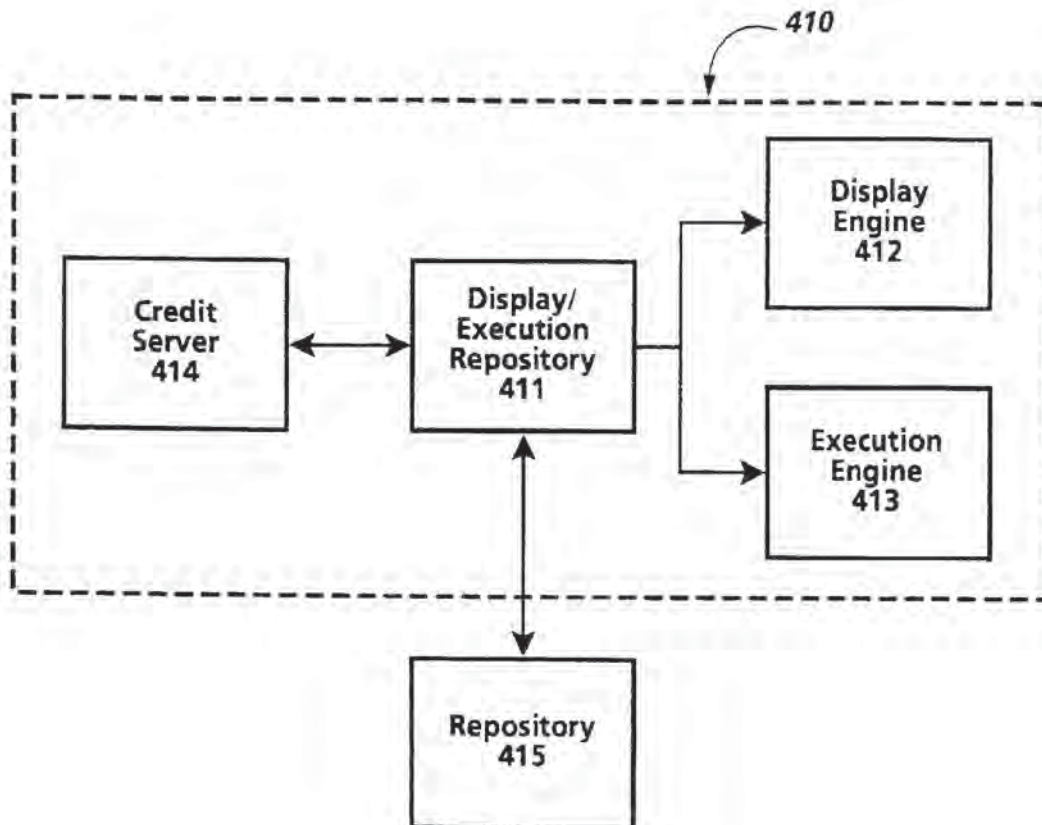 410
Display
Engine
412
Credit
Server
414
Display/
Execution
Repository
411
Execution
Engine
413
Repository
415